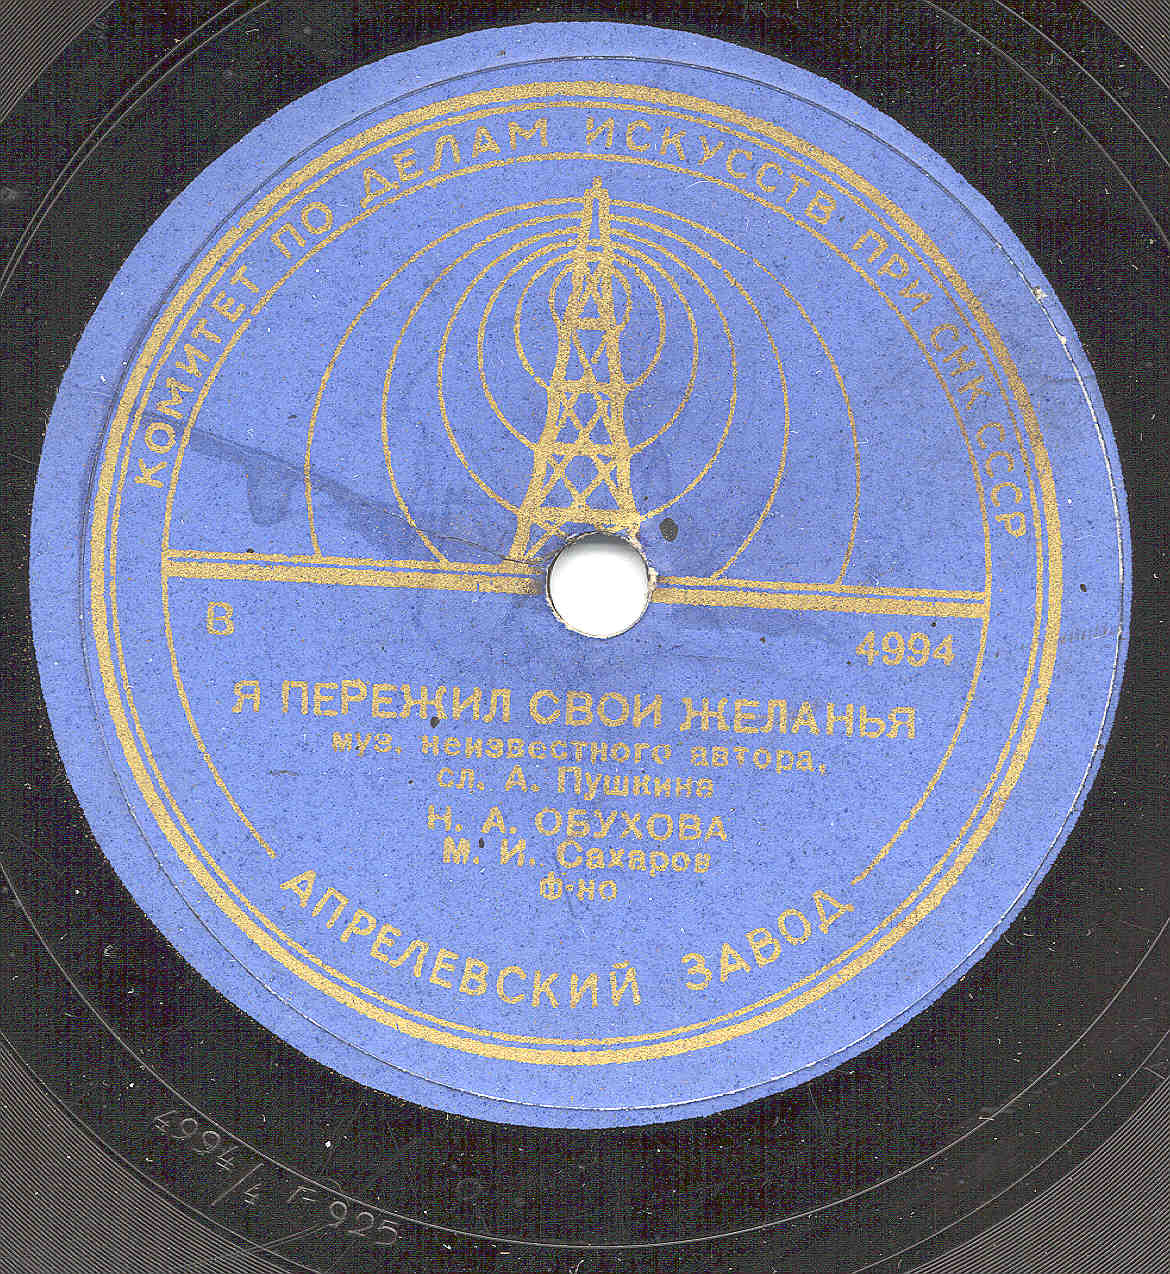 КОМИТЕТ ПО ДЕЛАМ ИСКУССТВ ПРИ СНК СССР
В
4994
Я ПЕРЕЖИЛ СВОИ ЖЕЛАНЬЯ
муз. неизвестного автора,
сл. А. Пушкина
Н. А. ОБУХОВА
М. И. Сахаров
ф-но
АПРЕЛЕВСКИЙ ЗАВОД
4994/4 Г-925